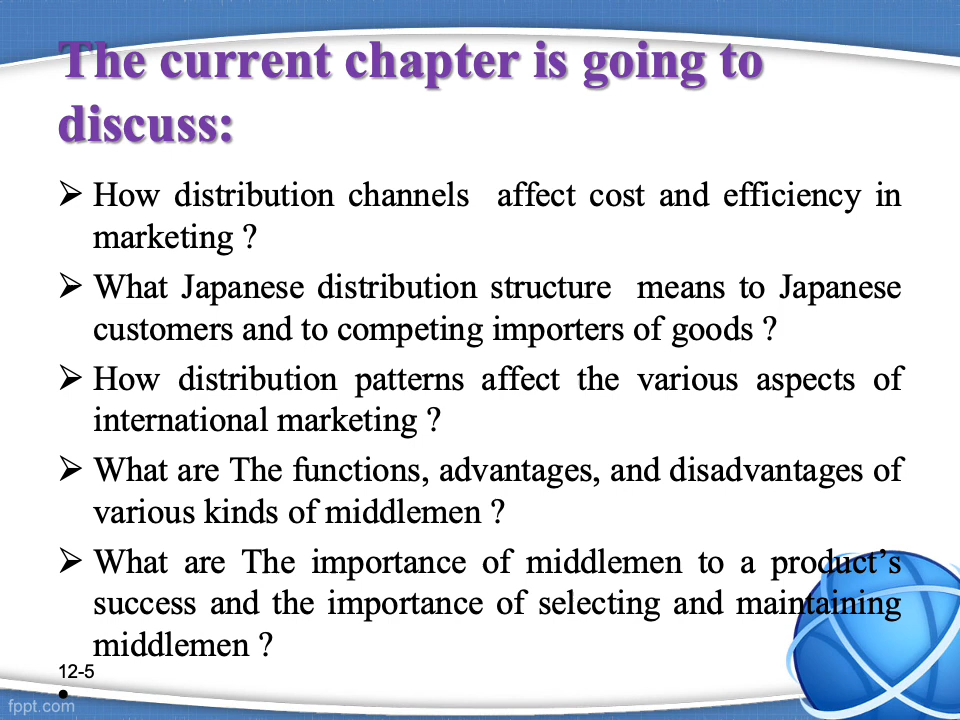 The current chapter is going to
discuss:
➢ How distribution channels affect cost and efficiency in
marketing ?
➢ What Japanese distribution structure means to Japanese
customers and to competing importers of goods ?
➢ How distribution patterns affect the various aspects of
international marketing ?
➢ What are The functions, advantages, and disadvantages of
various kinds of middlemen ?
➢ What are The importance of middlemen to a product’s
success and the importance of selecting and maintaining
middlemen ?
12-5
•
fppt.com